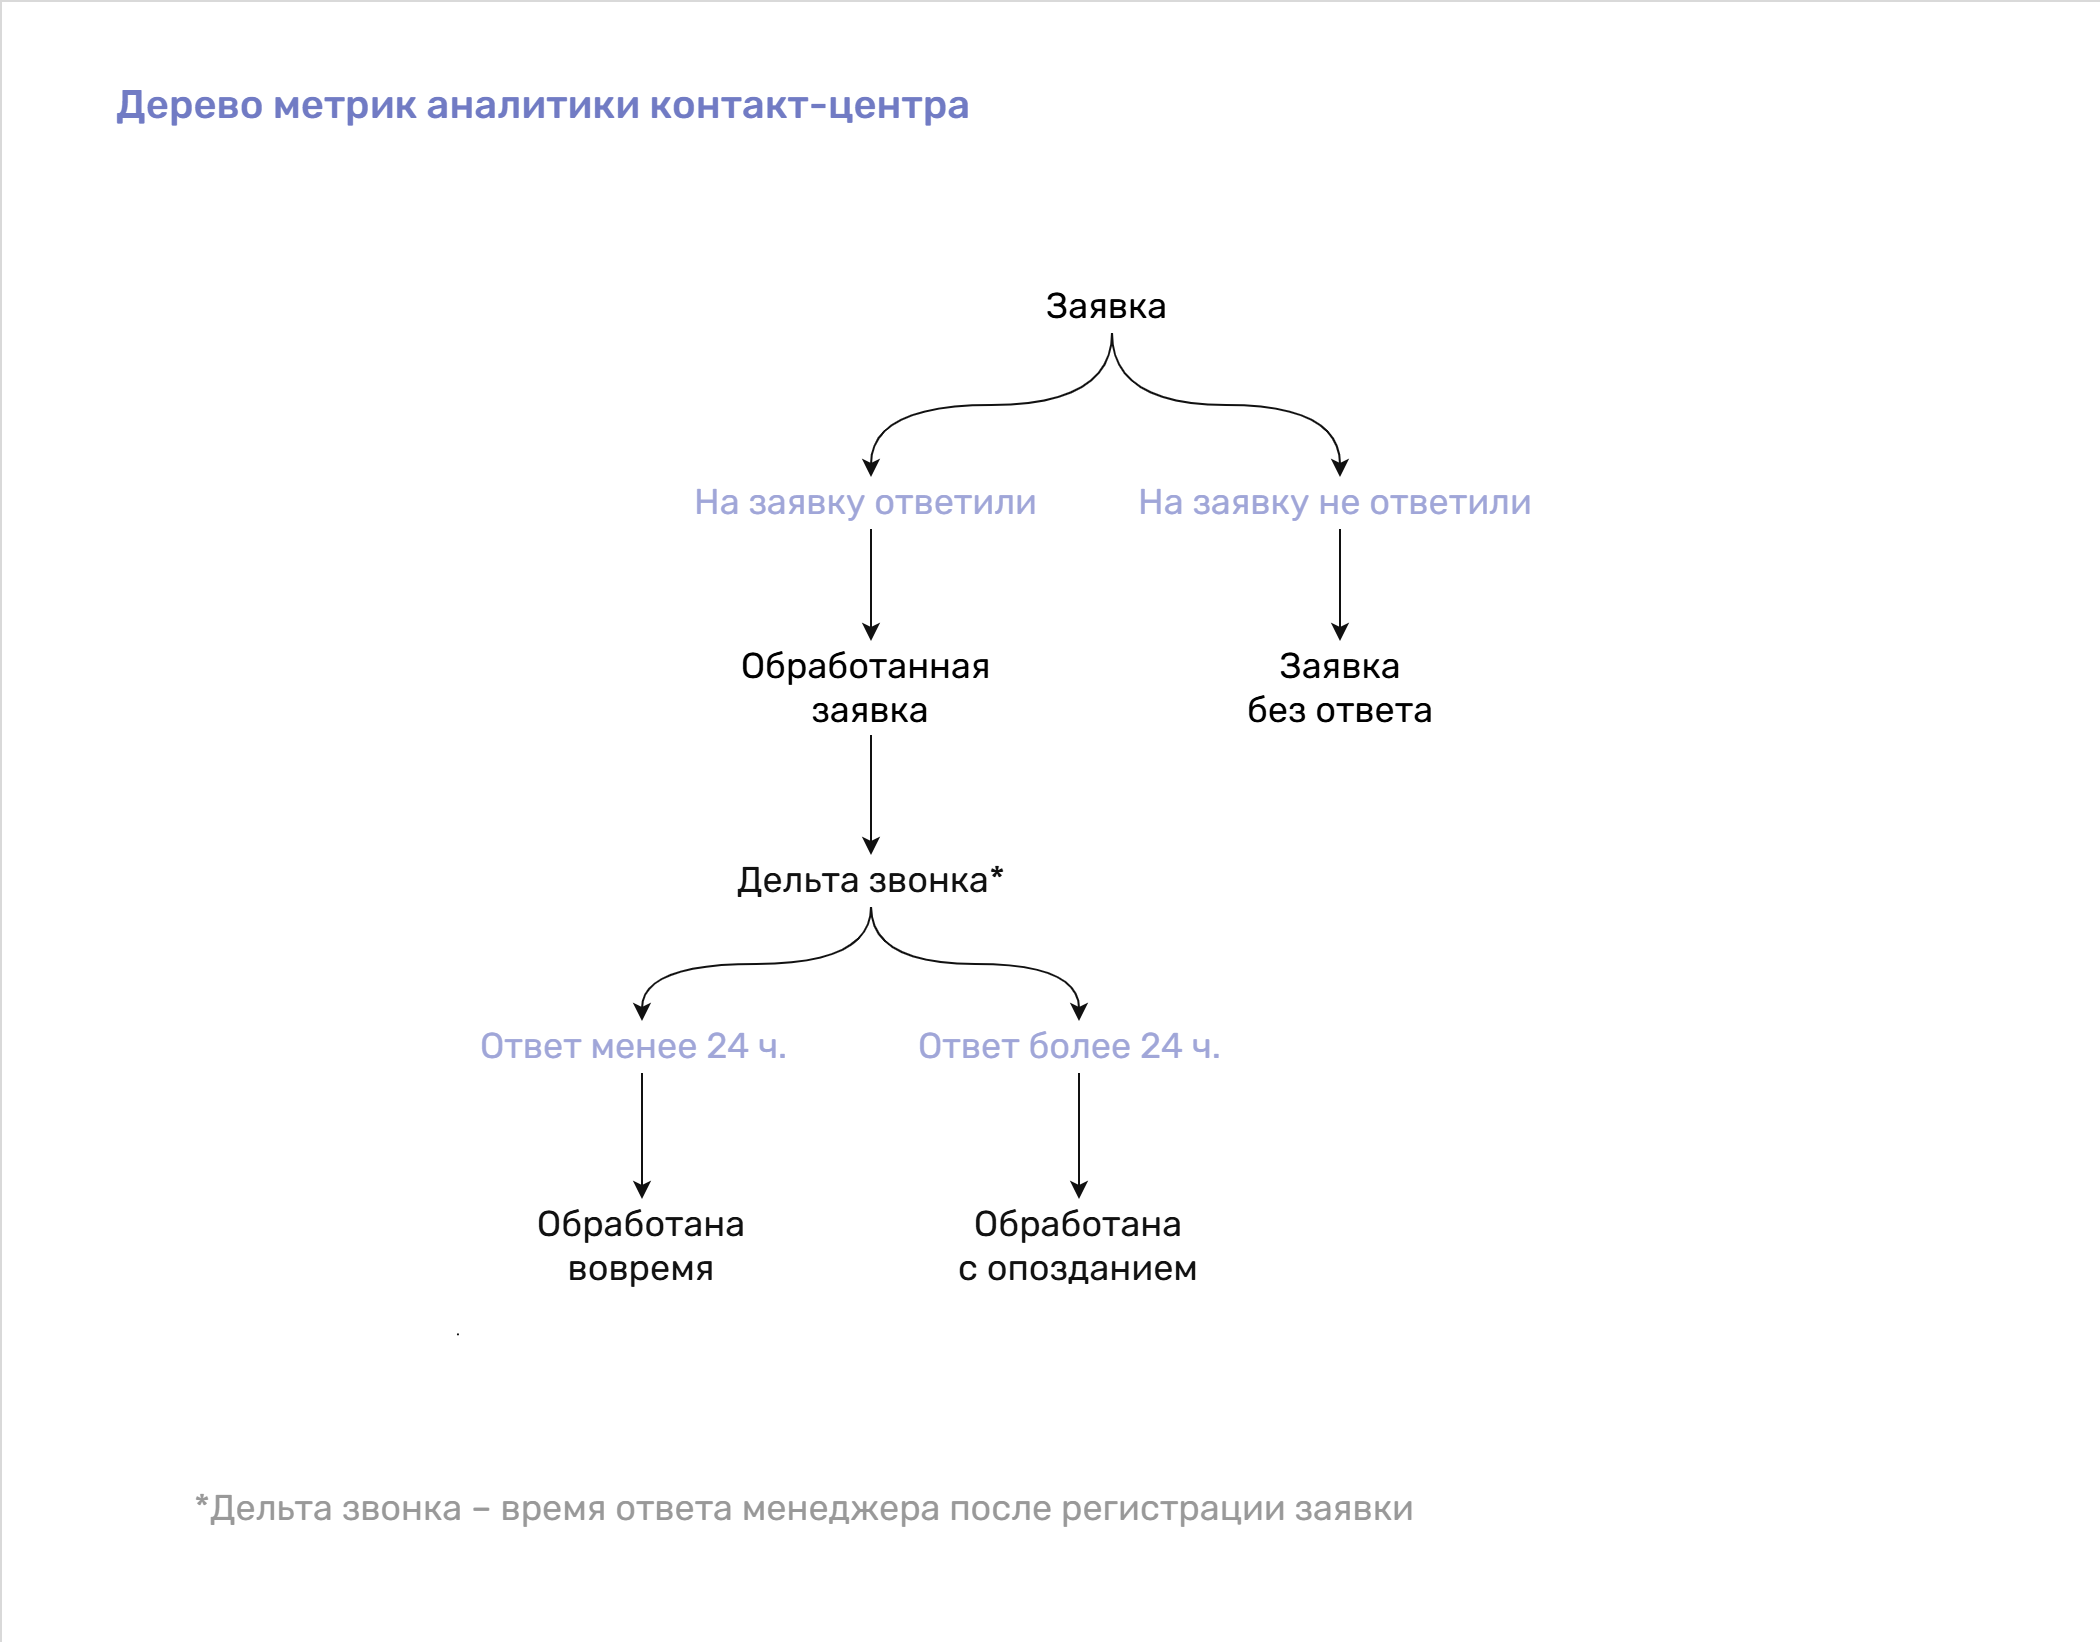 Дерево метрик аналитики контакт-центра
Заявка
На заявку ответили
На заявку не ответили
Обработанная
заявка
Заявка
без ответа
Дельта звонка*
Ответ менее 24 ч.
Ответ более 24 ч.
Обработана
вовремя
Обработана
с опозданием
*Дельта звонка – время ответа менеджера после регистрации заявки